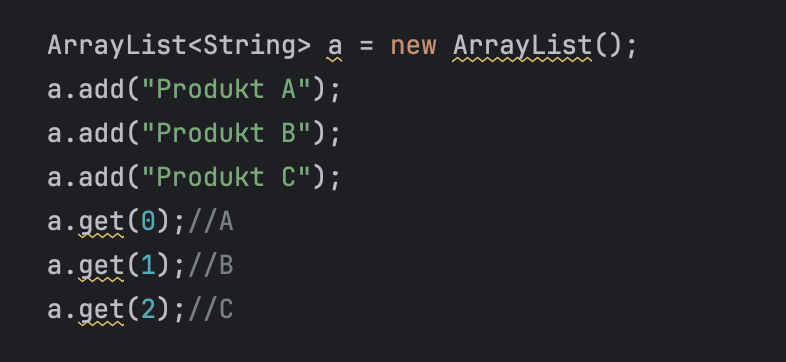 ArrayList<String> a = new ArrayList();
a.add("Produkt A");
a.add("Produkt B");
a.add("Produkt C");
a.get(0);//A
a.get(1);//B
a.get(2);//C